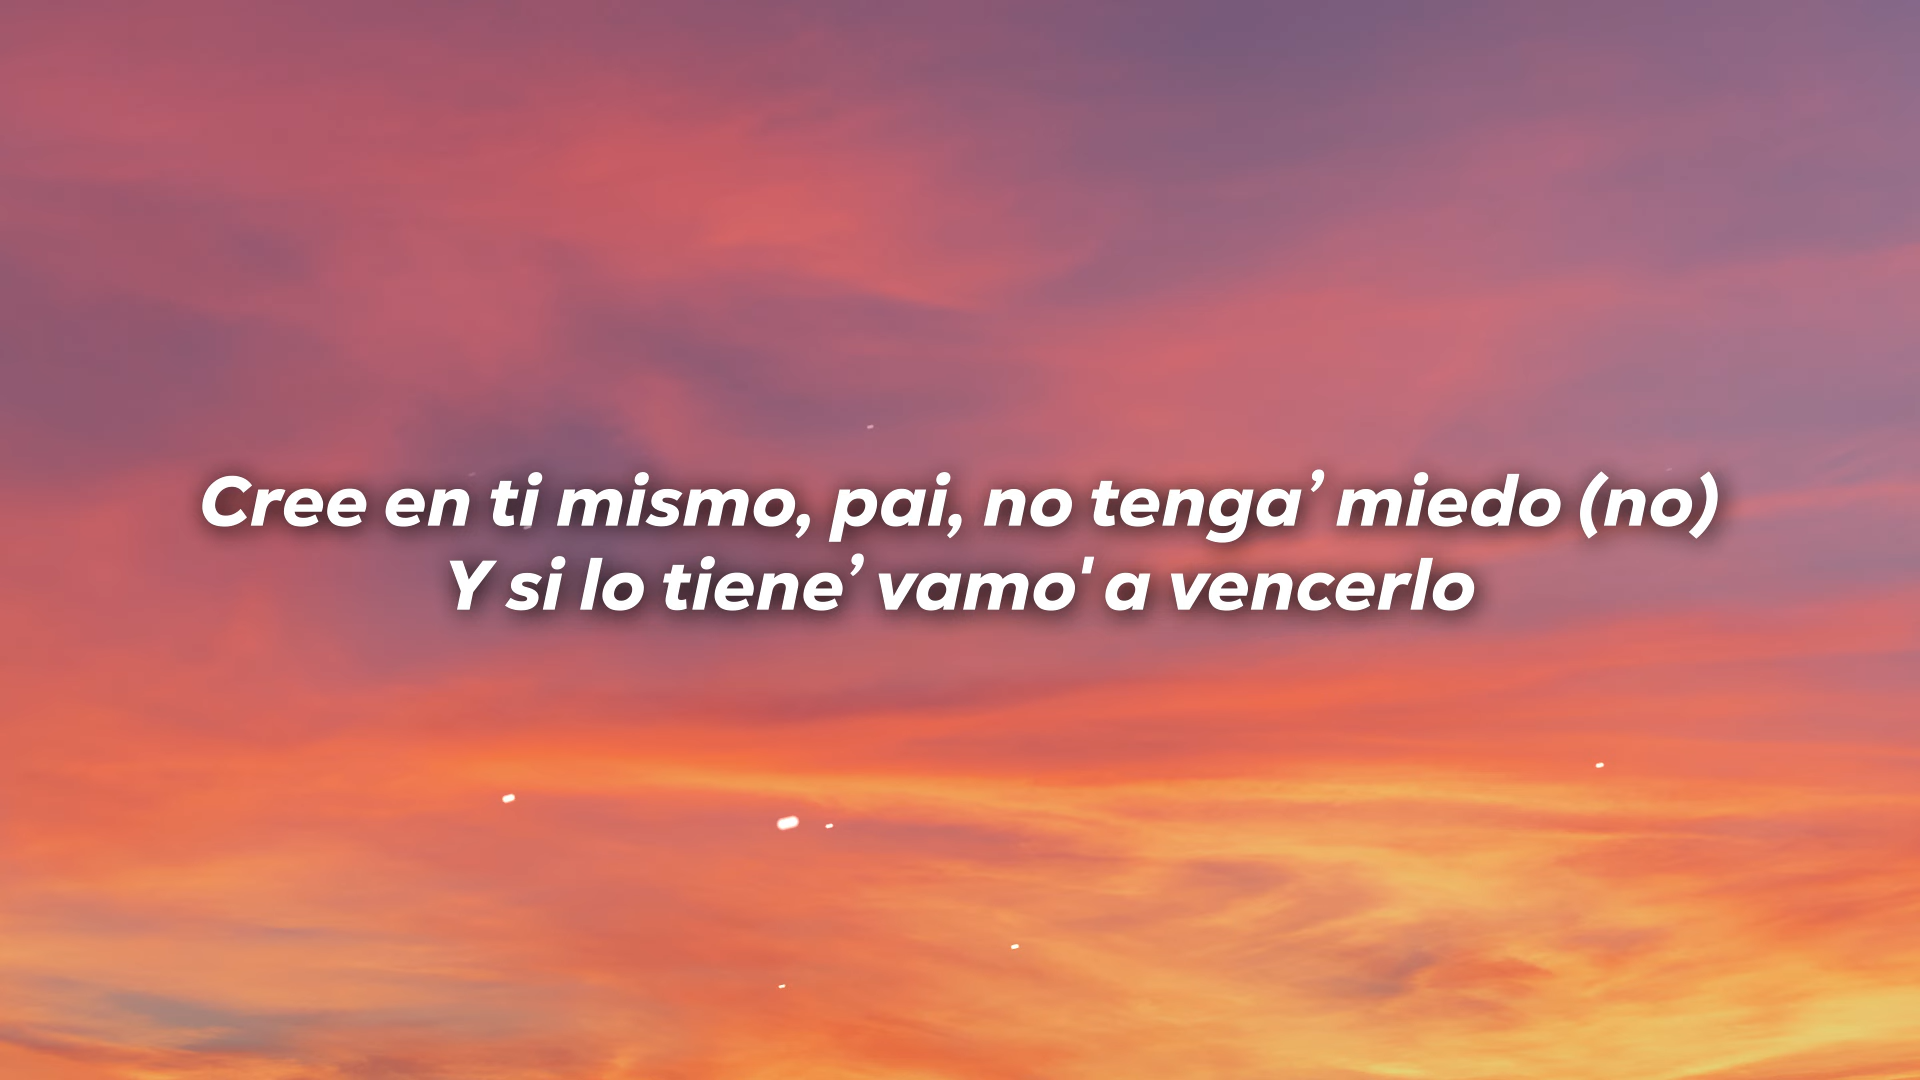 Cree en ti mismo, pai, no tenga’ miedo (no)
Y si lo tiene’ vamo' a vencerlo